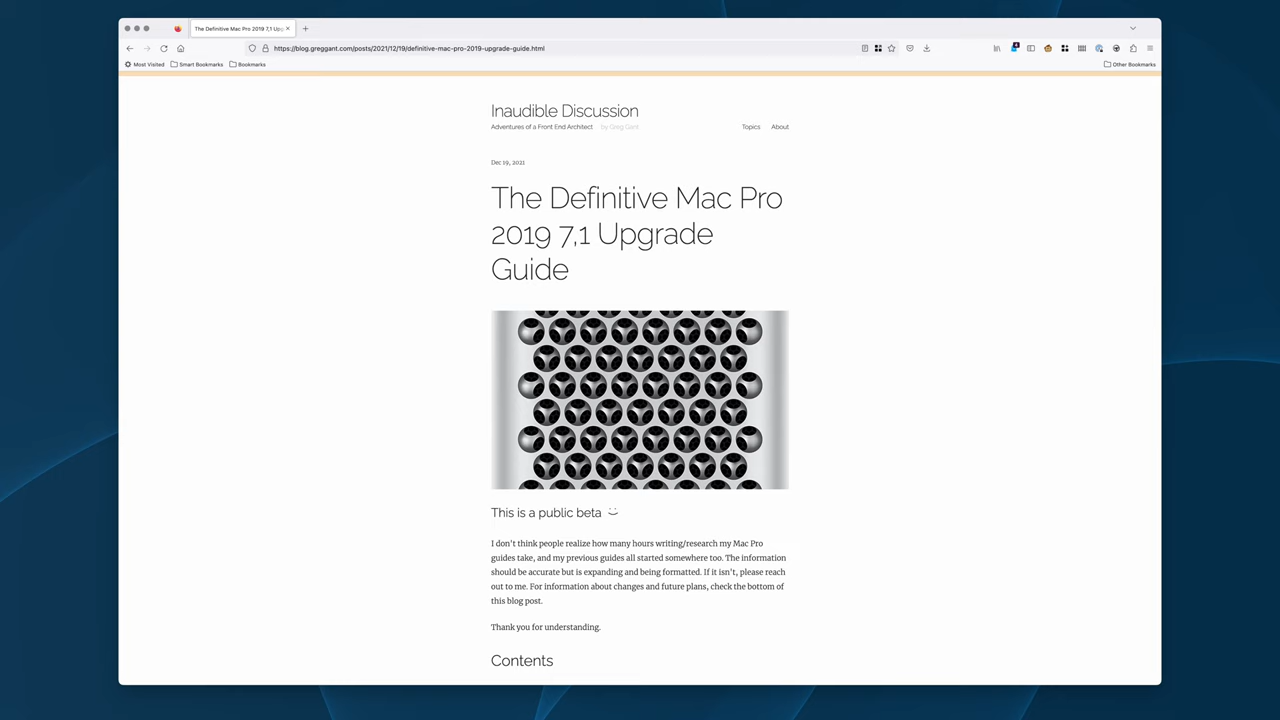 The Definitive Mac Pro 2019 7,1 Upg
https://blog.greggant.com/posts/2021/12/19/definitive-mac-pro-2019-upgrade-guide.html
Most Visited Smart Bookmarks Bookmarks Other Bookmarks
Inaudible Discussion
Adventures of a Front End Architect by Greg Gant Topics About
Dec 19, 2021
The Definitive Mac Pro
2019 7,1 Upgrade
Guide
This is a public beta
I don't think people realize how many hours writing/research my Mac Pro
guides take, and my previous guides all started somewhere too. The information
should be accurate but is expanding and being formatted. If it isn't, please reach
out to me. For information about changes and future plans, check the bottom of
this blog post.
Thank you for understanding.
Contents